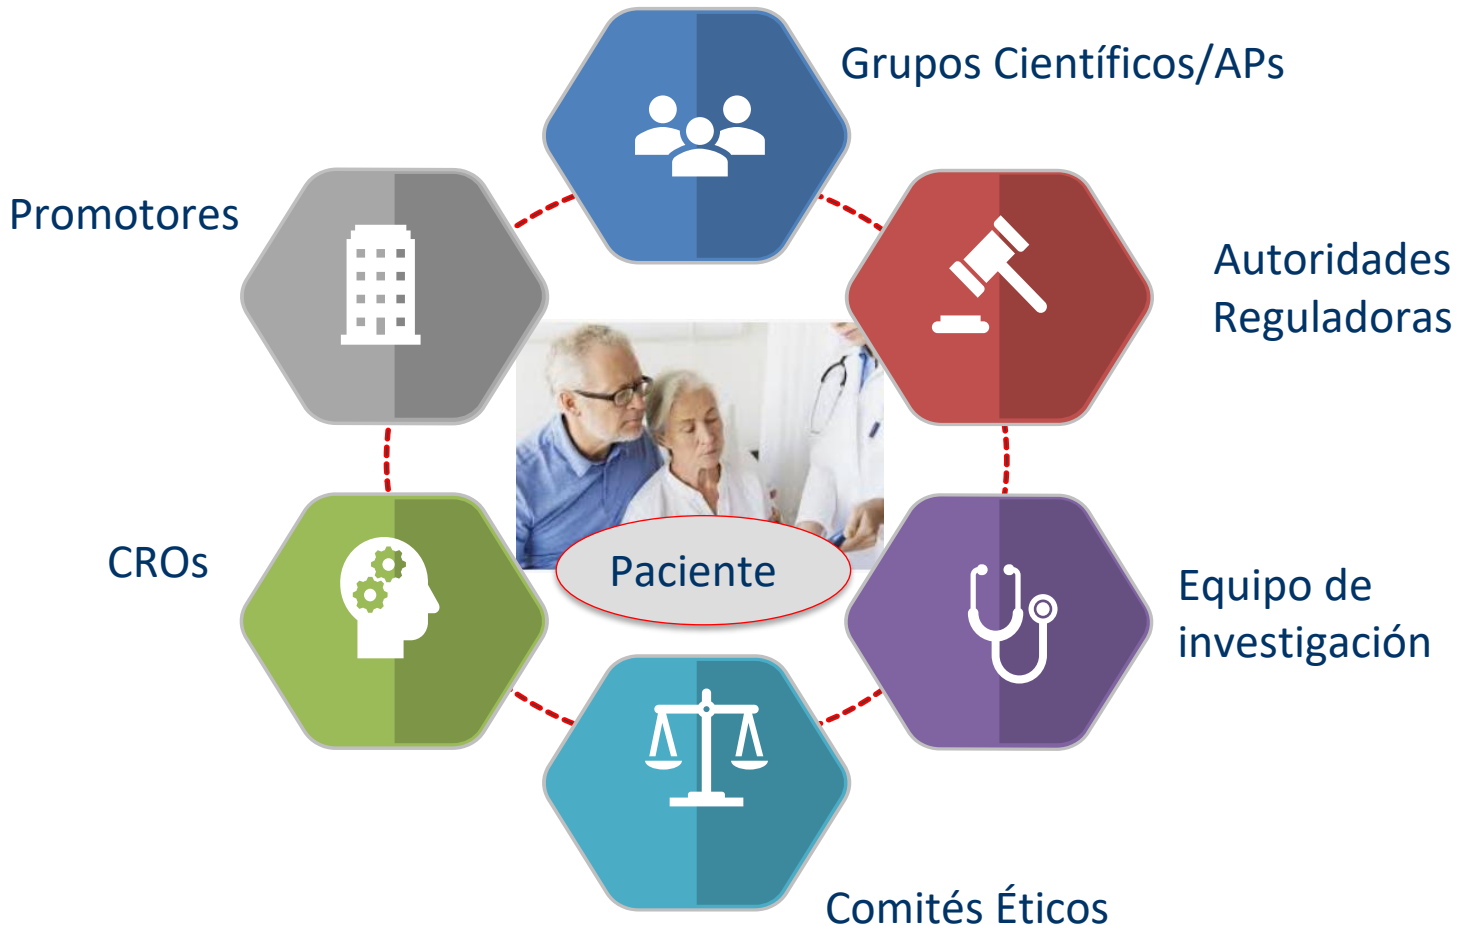 Grupos Científicos/APs
Promotores
Autoridades
Reguladoras
CROs
Paciente
Equipo de
investigación
Comités Éticos